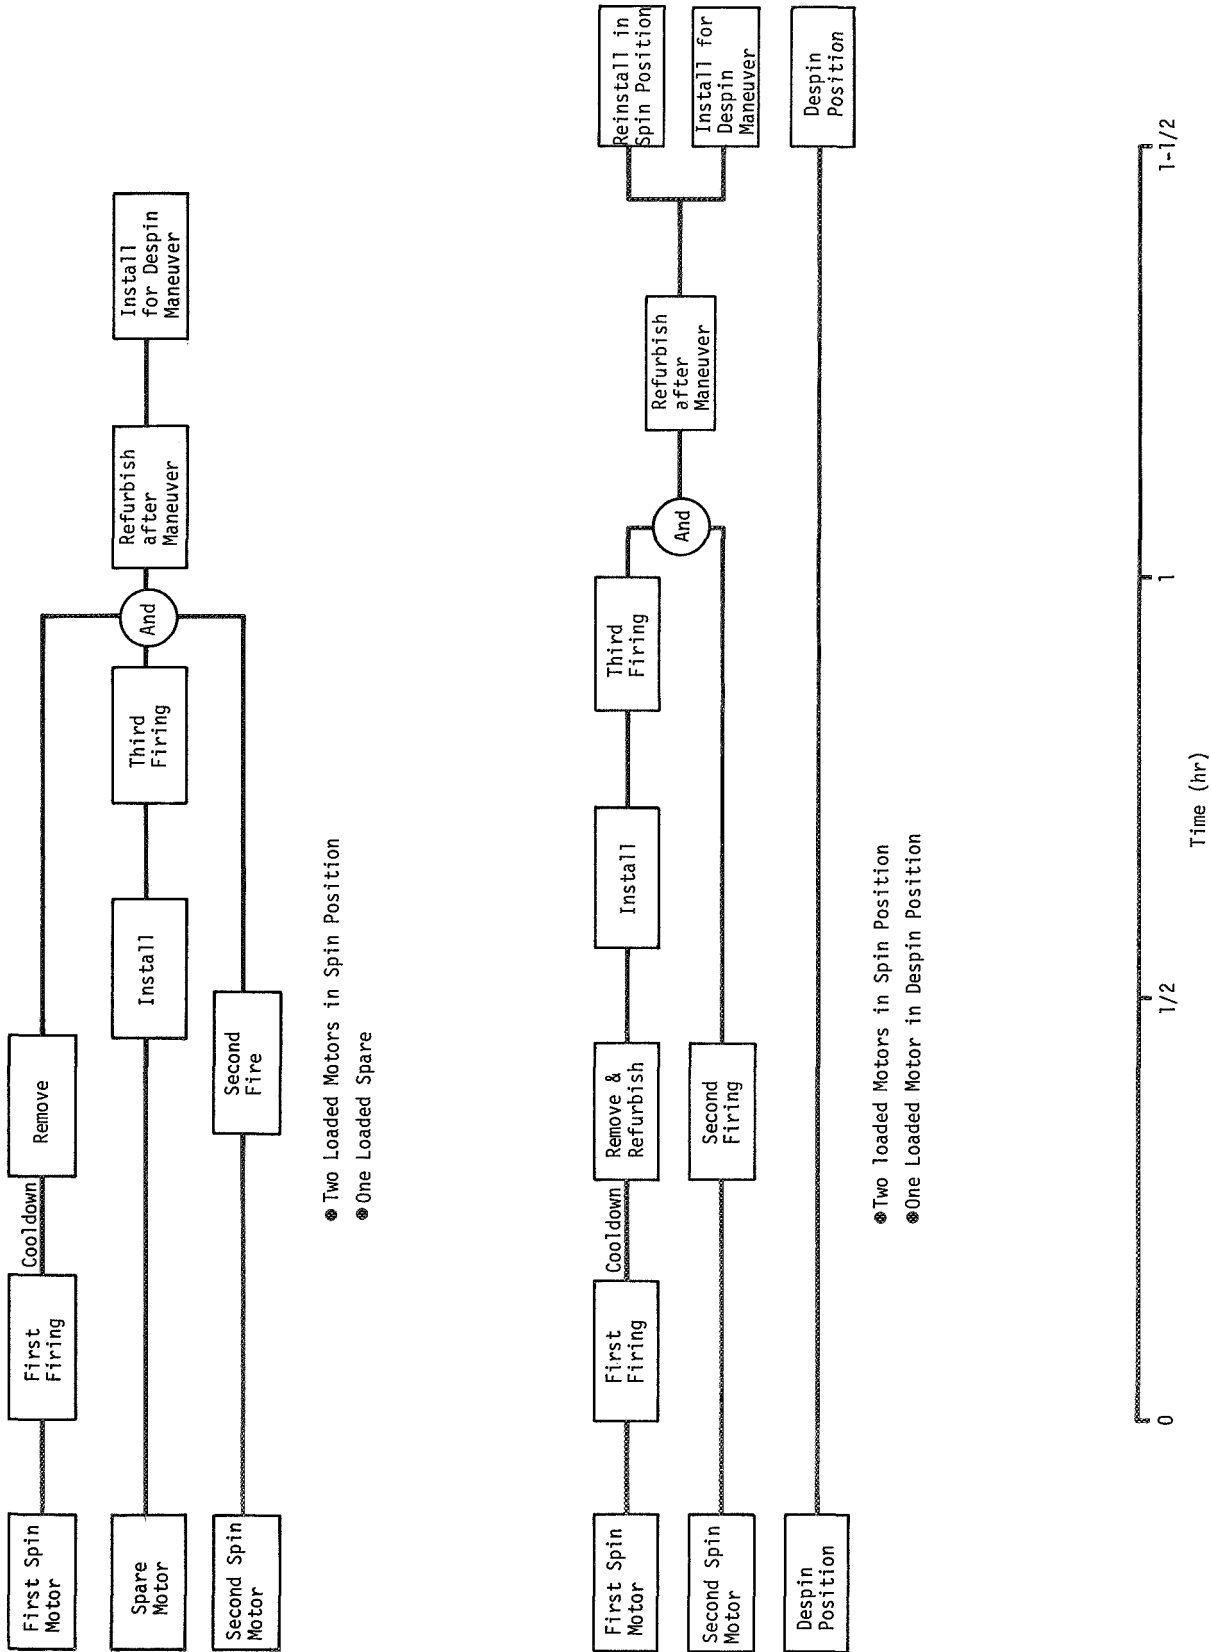 First Spin
Motor
First
Firing
Cooldown
Remove
Spare
Motor
Install
Third
Firing
And
Refurbish
after
Maneuver
Install
for Despin
Maneuver
Second Spin
Motor
Second
Fire
Two Loaded Motors in Spin Position
One Loaded Spare
First Spin
Motor
First
Firing
Cooldown
Remove &
Refurbish
Install
Third
Firing
And
Refurbish
after
Maneuver
Reinstall in
Spin Position
Install for
Despin
Maneuver
Second Spin
Motor
Second
Firing
Despin
Position
Despin
Position
Two loaded Motors in Spin Position
One Loaded Motor in Despin Position
0
1/2
1
1-1/2
Time (hr)